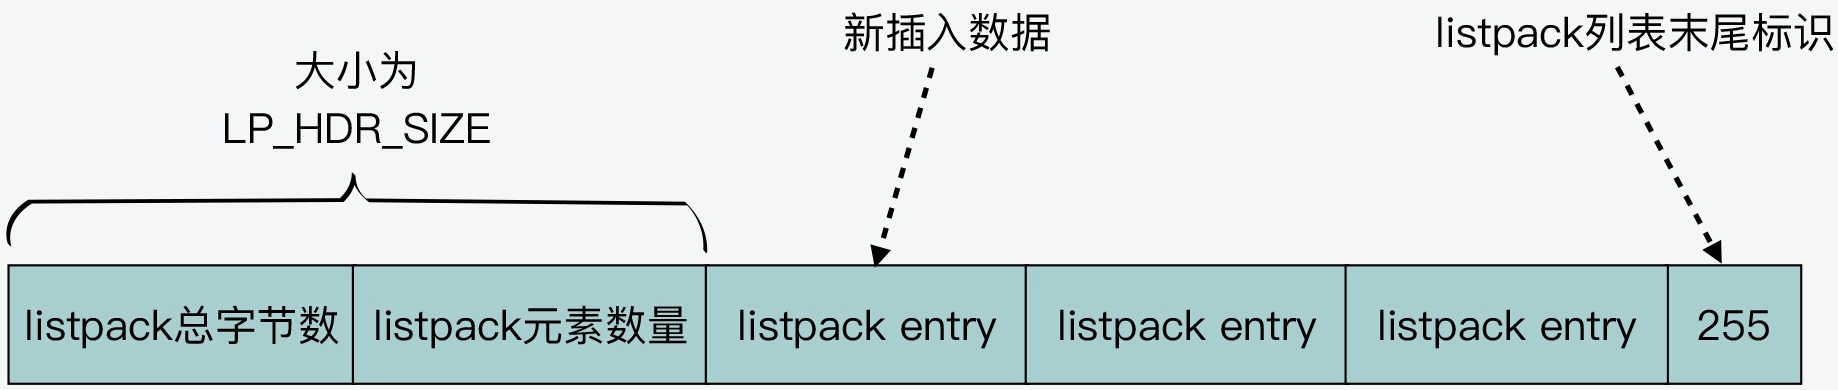 新插入数据
listpack列表末尾标识
大小为
LP_HDR_SIZE
listpack总字节数
listpack元素数量
listpack entry
listpack entry
listpack entry
255